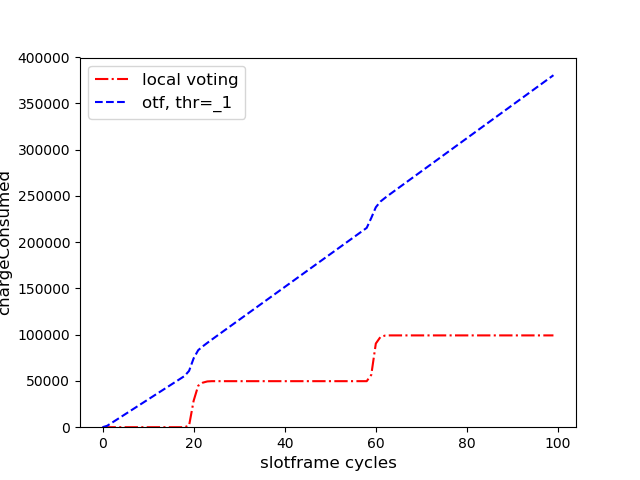 400000
350000
300000
250000
200000
150000
100000
50000
0
chargeConsumed
local voting
otf, thr=_1
0 20 40 60 80 100
slotframe cycles